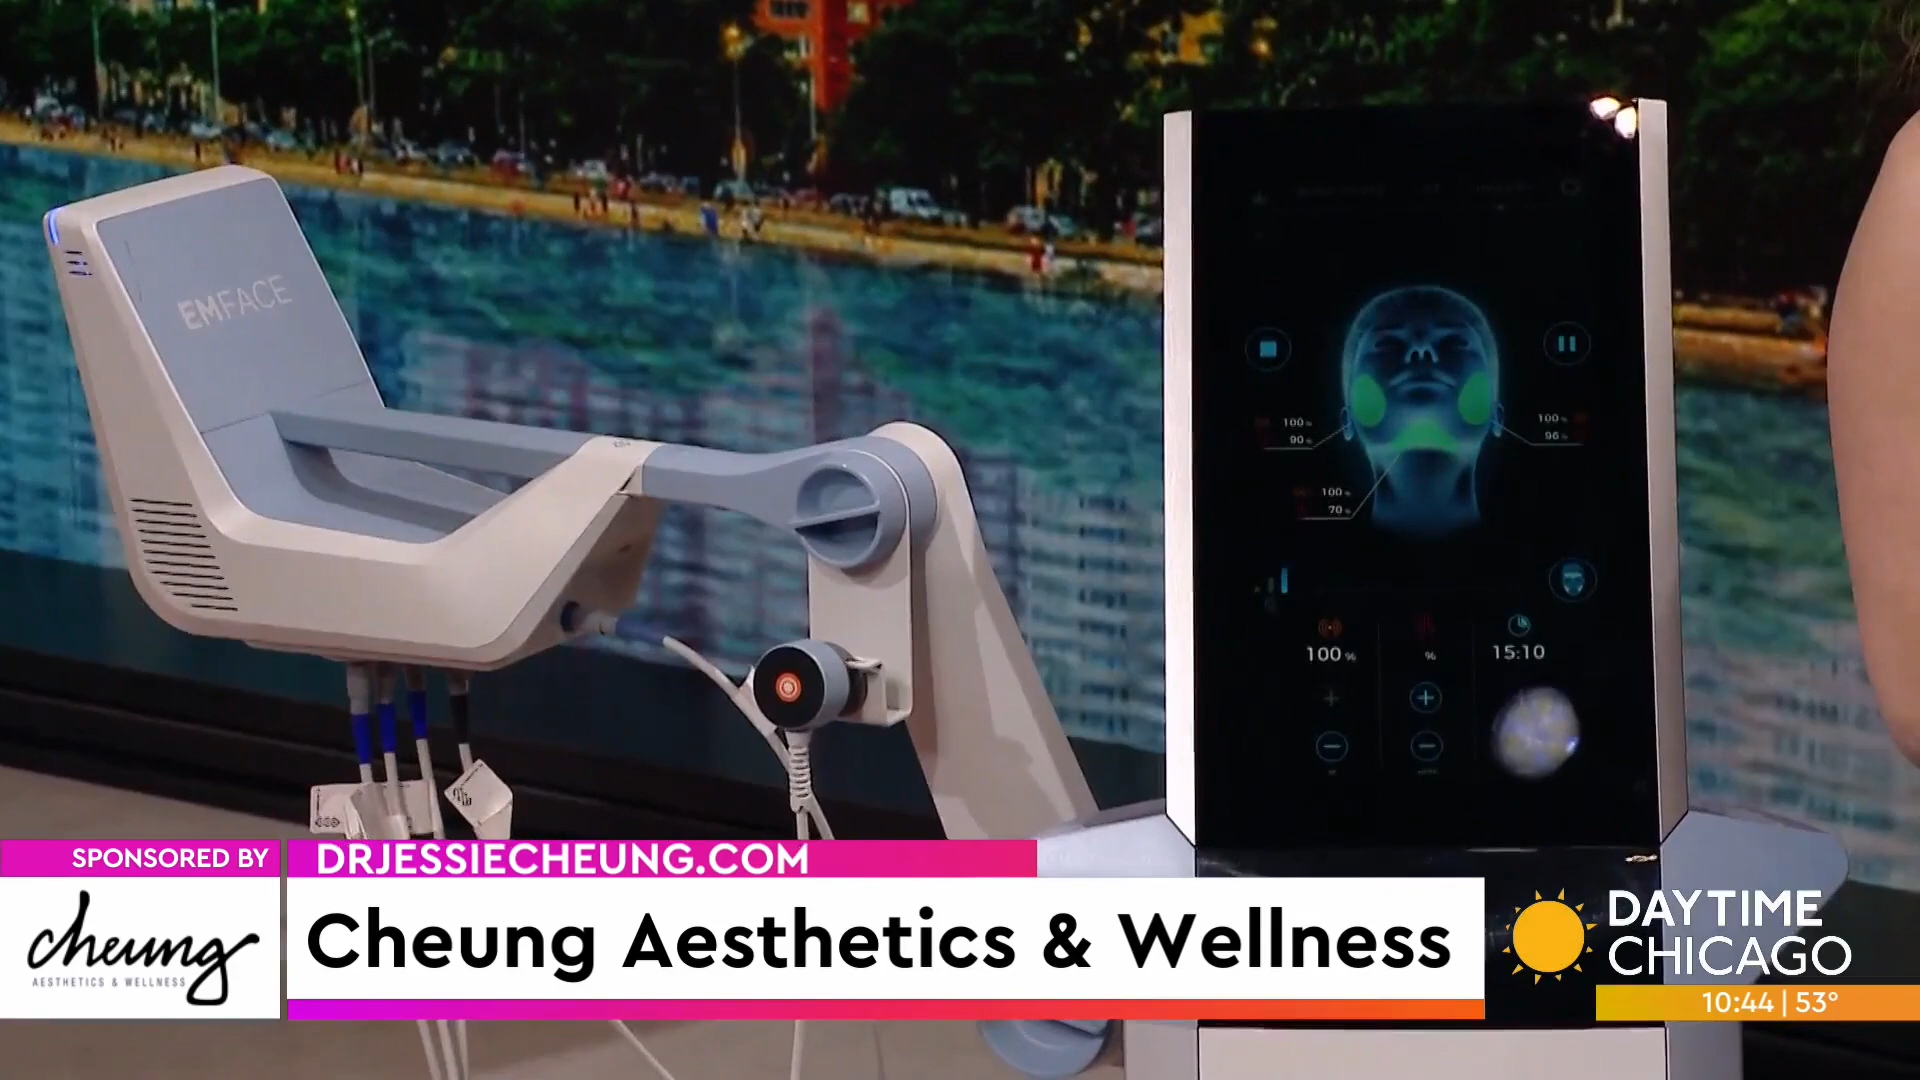 EMFACE
100 %
90 %
100 %
96 %
100 %
70 %
100 %
%
15:10
SPONSORED BY
cheung
AESTHETICS & WELLNESS
DRJESSIECHEUNG.COM
Cheung Aesthetics & Wellness
DAYTIME
CHICAGO
10:44 | 53°